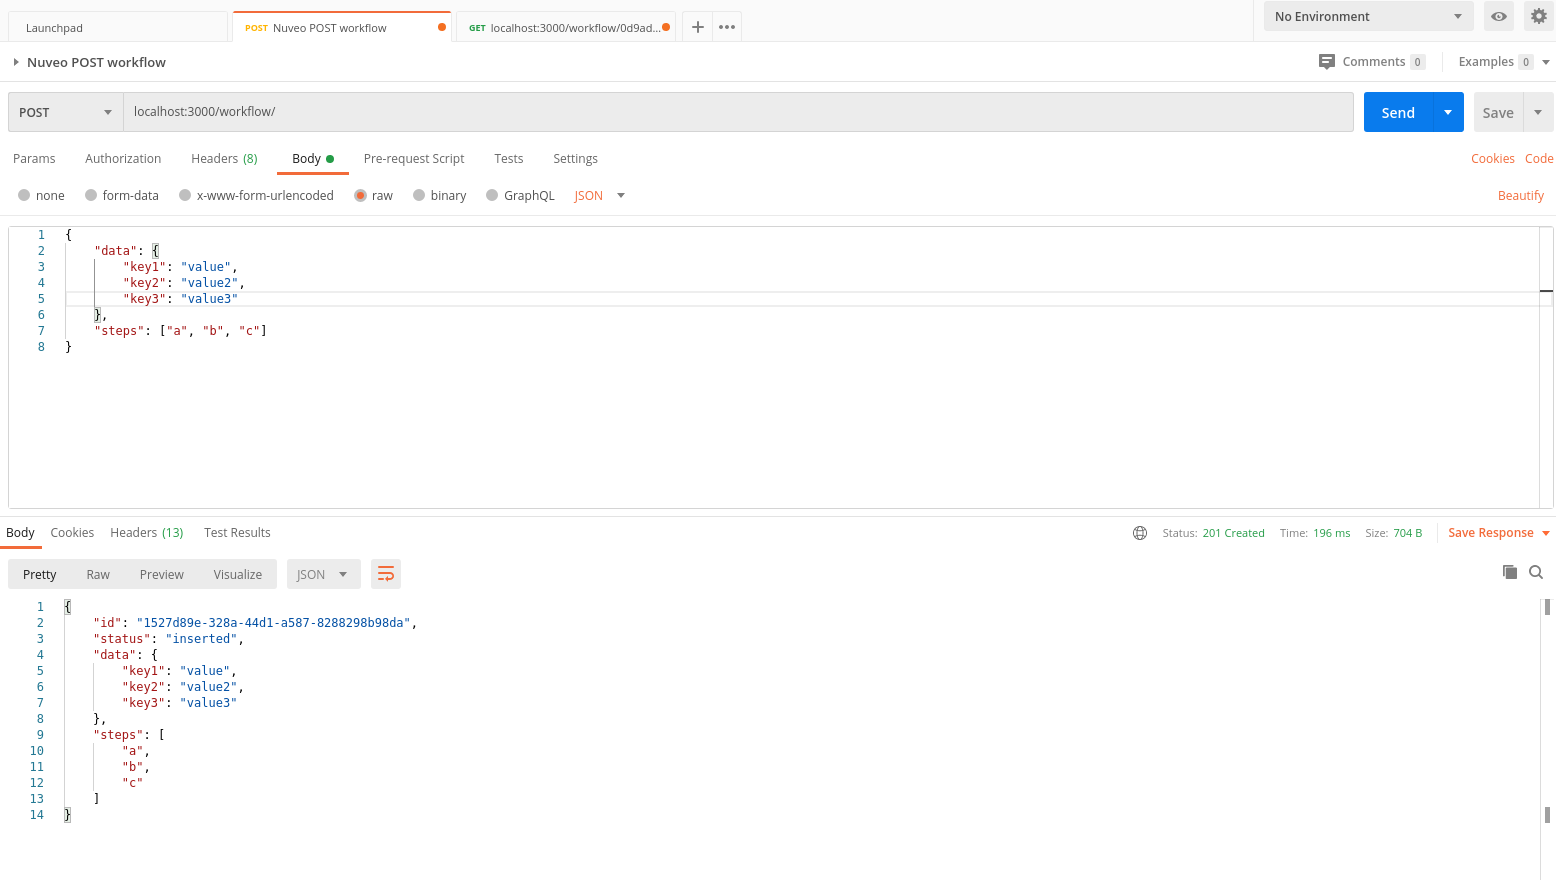 Launchpad
POST Nuveo POST workflow
GET localhost:3000/workflow/0d9ad...
No Environment
Nuveo POST workflow
Comments 0
Examples 0
POST
localhost:3000/workflow/
Send
Save
Params Authorization Headers (8) Body Pre-request Script Tests Settings
Cookies Code
none form-data x-www-form-urlencoded raw binary GraphQL JSON
Beautify
1 {
2 "data": {
3 "key1": "value",
4 "key2": "value2",
5 "key3": "value3"
6 },
7 "steps": ["a", "b", "c"]
8 }
Body Cookies Headers (13) Test Results
Status: 201 Created Time: 196 ms Size: 704 B
Save Response
Pretty Raw Preview Visualize JSON
1 {
2 "id": "1527d89e-328a-44d1-a587-8288298b98da",
3 "status": "inserted",
4 "data": {
5 "key1": "value",
6 "key2": "value2",
7 "key3": "value3"
8 },
9 "steps": [
10 "a",
11 "b",
12 "c"
13 ]
14 }